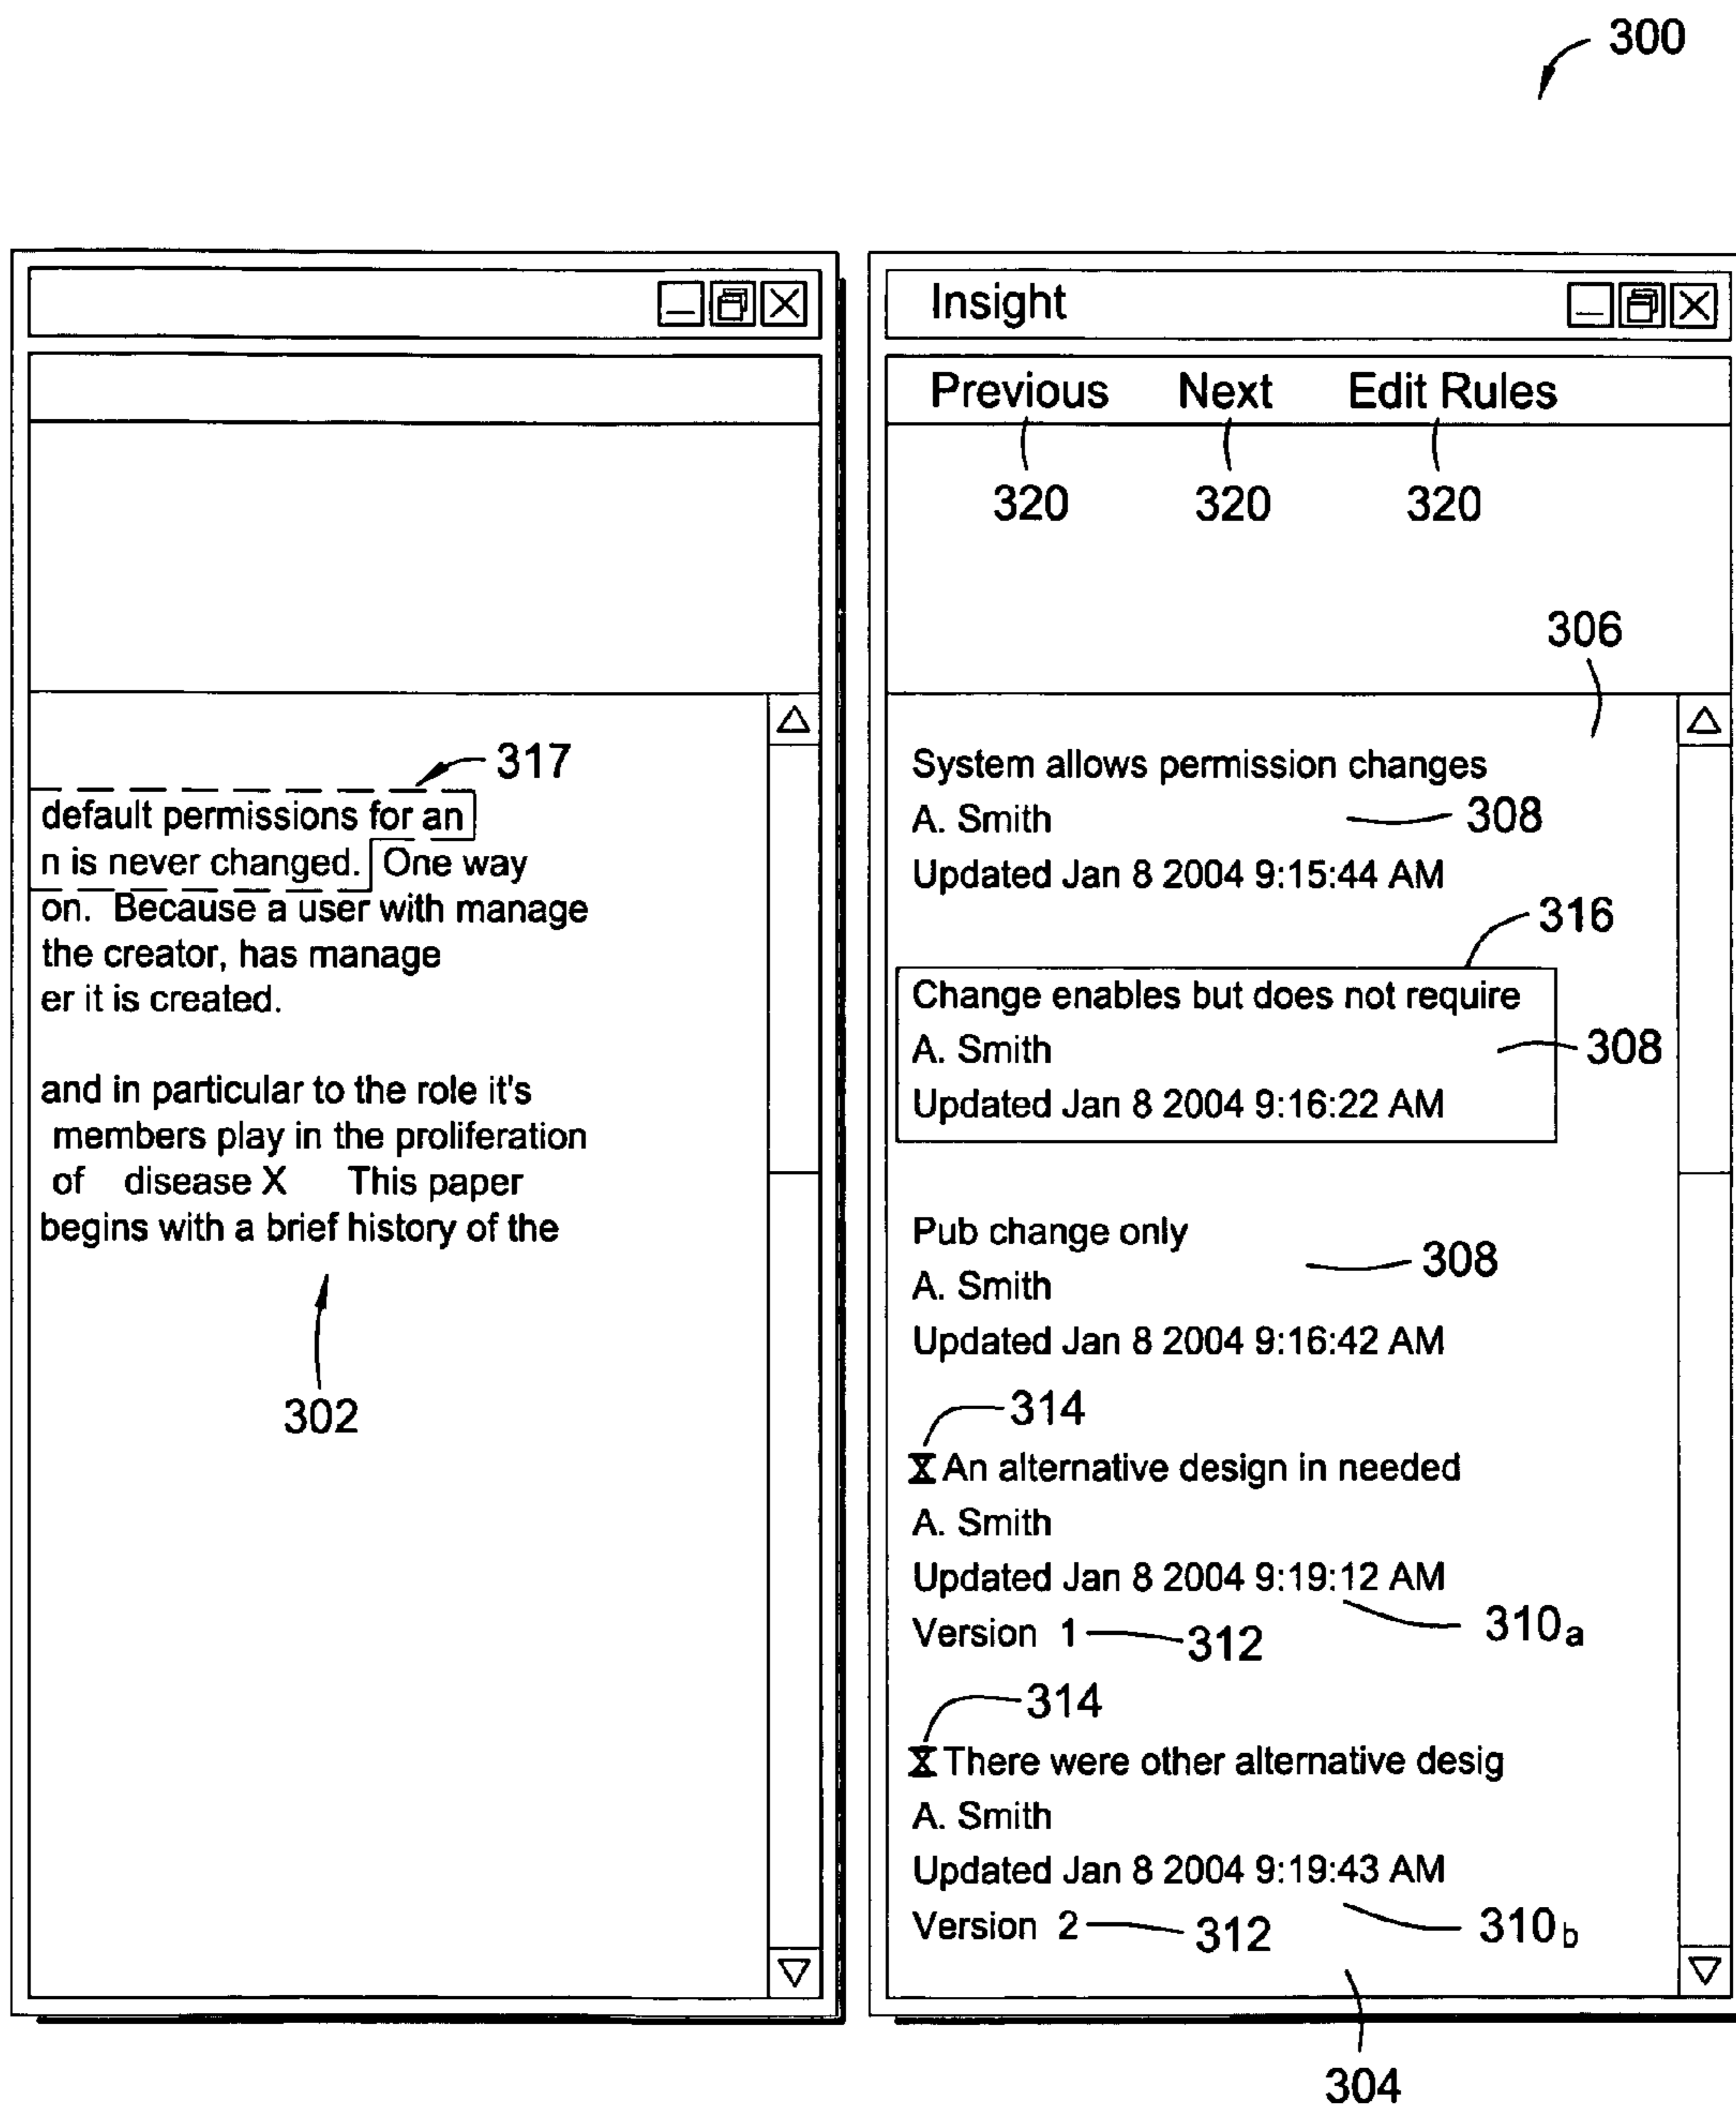 300
Insight
Previous Next Edit Rules
320 320 320
306
317
default permissions for an
n is never changed. One way
on. Because a user with manage
the creator, has manage
er it is created.
and in particular to the role it's
members play in the proliferation
of disease X This paper
begins with a brief history of the
302
System allows permission changes
A. Smith 308
Updated Jan 8 2004 9:15:44 AM
316
Change enables but does not require
A. Smith 308
Updated Jan 8 2004 9:16:22 AM
Pub change only
308
A. Smith
Updated Jan 8 2004 9:16:42 AM
314
An alternative design in needed
A. Smith
Updated Jan 8 2004 9:19:12 AM
310a
Version 1 312
314
There were other alternative desig
A. Smith
Updated Jan 8 2004 9:19:43 AM
310b
Version 2 312
304